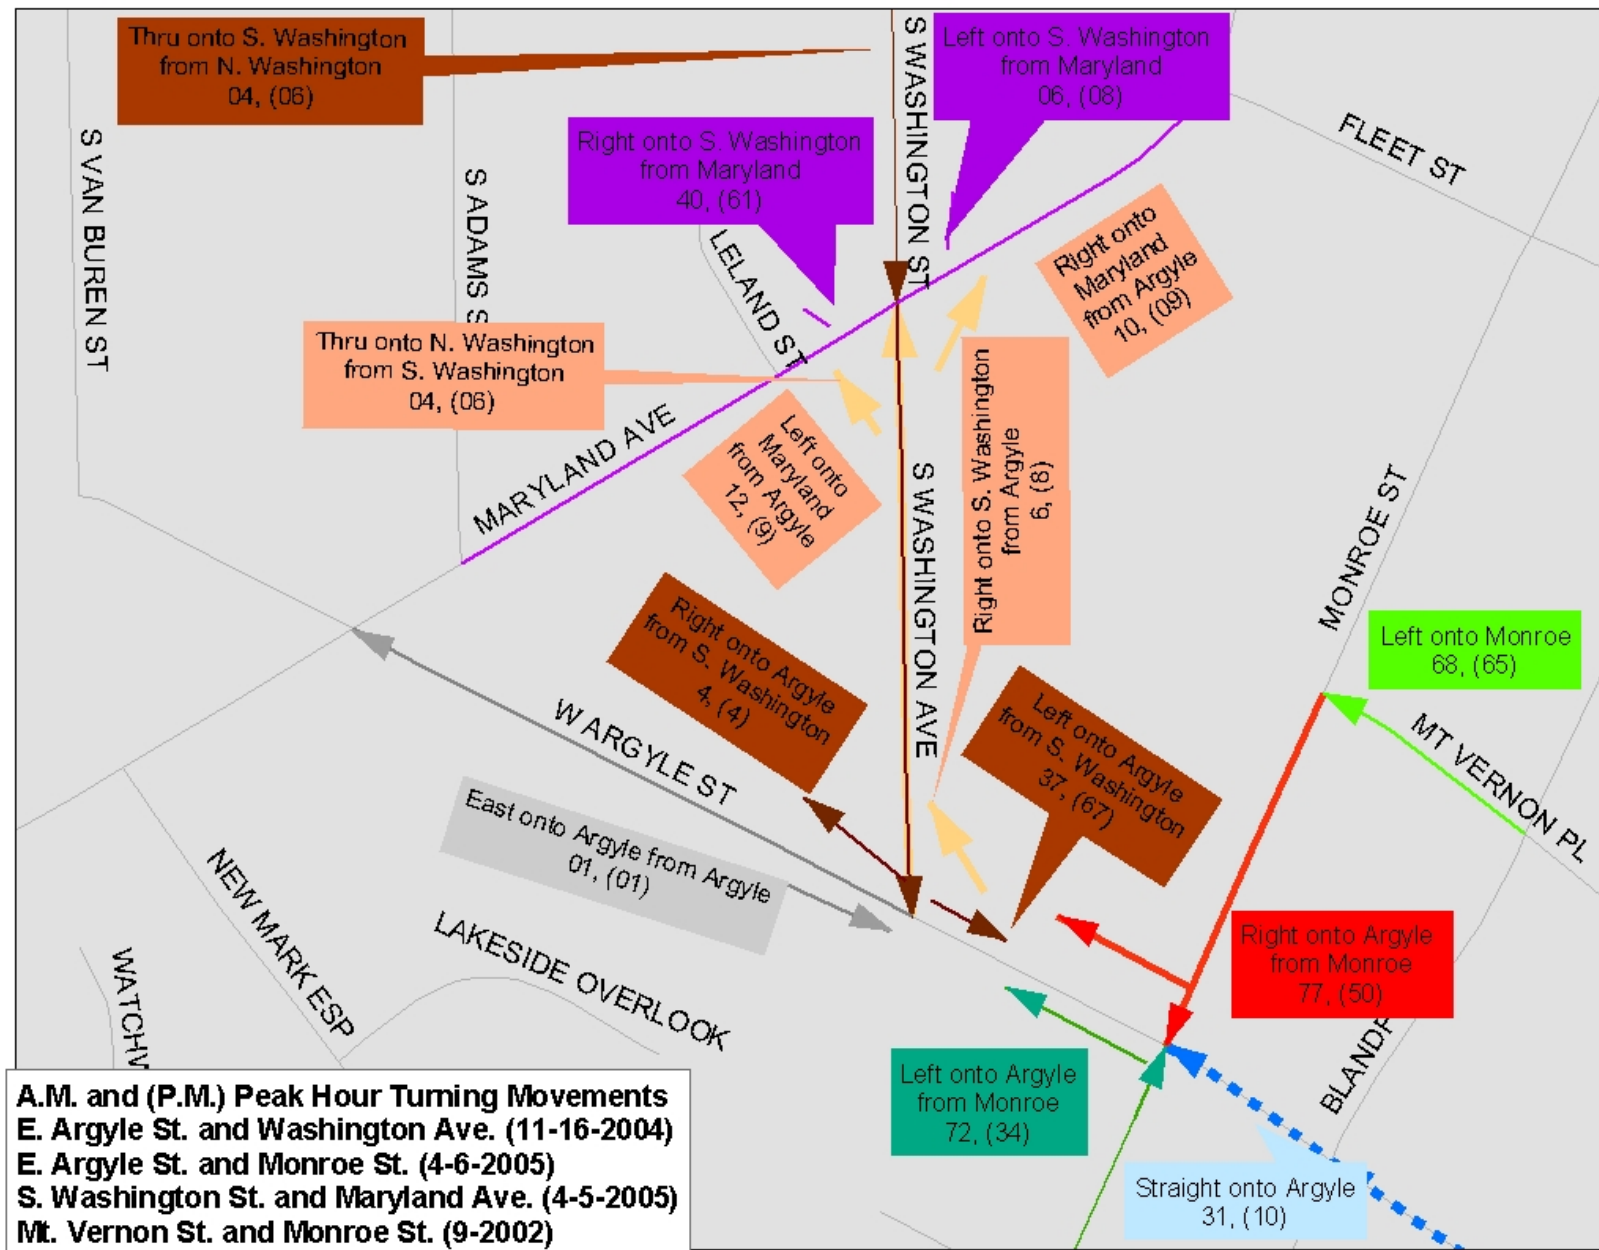 Thru onto S. Washington
from N. Washington
04, (06)
S WASHINGTON ST
Left onto S. Washington
from Maryland
06, (08)
Right onto S. Washington
from Maryland
40, (61)
FLEET ST
S VAN BUREN ST
S ADAMS S
LELAND ST
Right onto
Maryland
from Argyle
10, (09)
Thru onto N. Washington
from S. Washington
04, (06)
MARYLAND AVE
Left onto
Maryland
from Argyle
12, (9)
Right onto S. Washington
from Argyle
6, (8)
S WASHINGTON AVE
MONROE ST
Right onto Argyle
from S. Washington
4, (4)
Left onto Argyle
from S. Washington
37, (67)
Left onto Monroe
68, (65)
MT VERNON PL
W ARGYLE ST
East onto Argyle from Argyle
01, (01)
NEW MARK ESP
LAKESIDE OVERLOOK
WATCHW
Right onto Argyle
from Monroe
77, (50)
BLANDF
Left onto Argyle
from Monroe
72, (34)
Straight onto Argyle
31, (10)
A.M. and (P.M.) Peak Hour Turning Movements
E. Argyle St. and Washington Ave. (11-16-2004)
E. Argyle St. and Monroe St. (4-6-2005)
S. Washington St. and Maryland Ave. (4-5-2005)
Mt. Vernon St. and Monroe St. (9-2002)